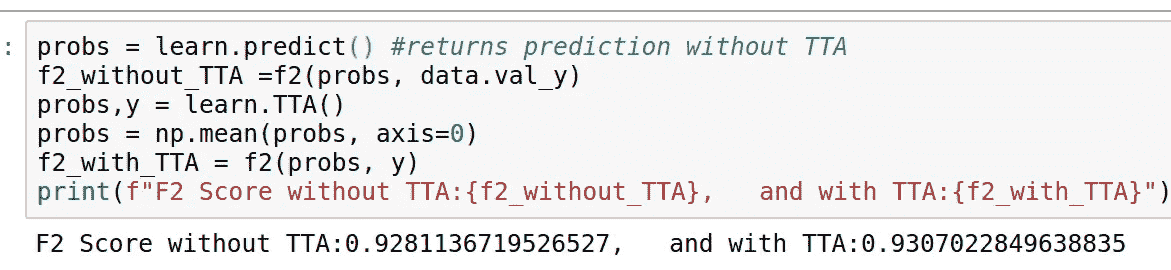 : probs = learn.predict() #returns prediction without TTA
f2_without_TTA =f2(probs, data.val_y)
probs,y = learn.TTA()
probs = np.mean(probs, axis=0)
f2_with_TTA = f2(probs, y)
print(f"F2 Score without TTA:{f2_without_TTA},   and with TTA:{f2_with_TTA}")
F2 Score without TTA:0.9281136719526527,   and with TTA:0.9307022849638835